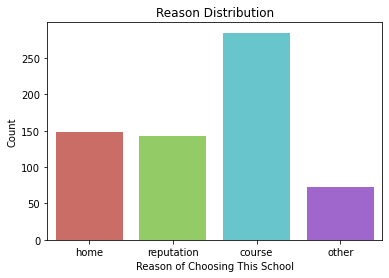 Reason Distribution
Count
250
200
150
100
50
0
home reputation course other
Reason of Choosing This School